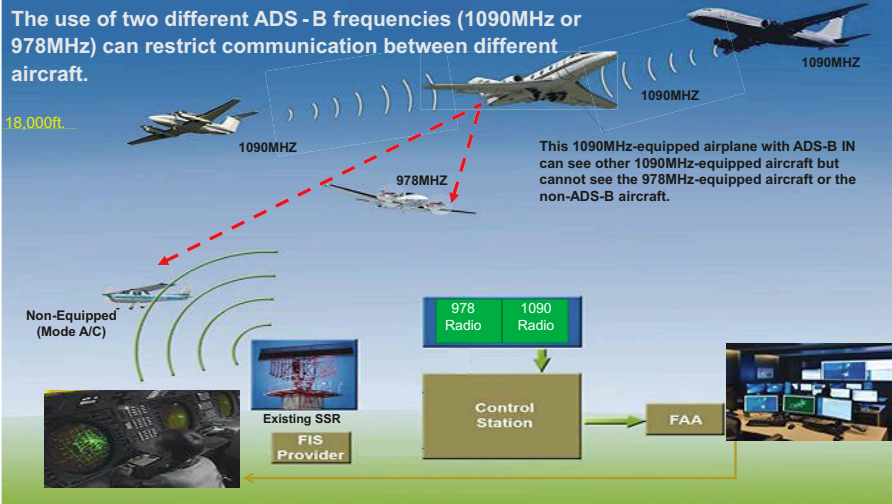 The use of two different ADS-B frequencies (1090MHz or
978MHz) can restrict communication between different
aircraft.
1090MHZ
1090MHZ
18,000ft.
1090MHZ
This 1090MHz-equipped airplane with ADS-B IN
can see other 1090MHz-equipped aircraft but
cannot see the 978MHz-equipped aircraft or the
non-ADS-B aircraft.
978MHZ
Non-Equipped
(Mode A/C)
978
Radio
1090
Radio
Existing SSR
Control
Station
FAA
FIS
Provider